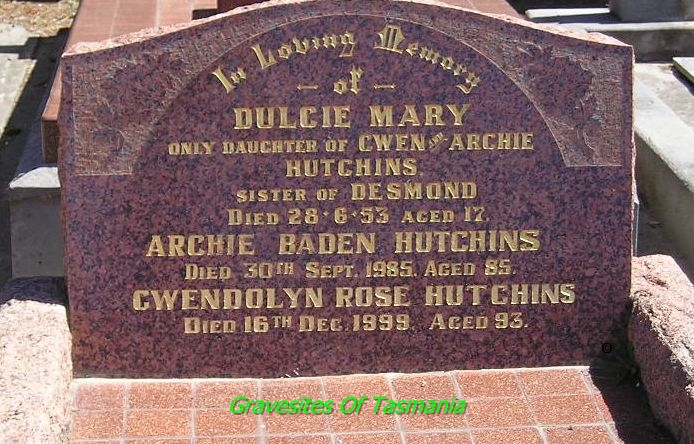 In Loving Memory
of
DULCIE MARY
ONLY DAUGHTER OF GWEN AND ARCHIE
HUTCHINS.
SISTER OF DESMOND
DIED 28·6·53 AGED 17.
ARCHIE BADEN HUTCHINS
DIED 30TH SEPT. 1985. AGED 85.
GWENDOLYN ROSE HUTCHINS
DIED 16TH DEC. 1999. AGED 93.
©
Gravesites Of Tasmania